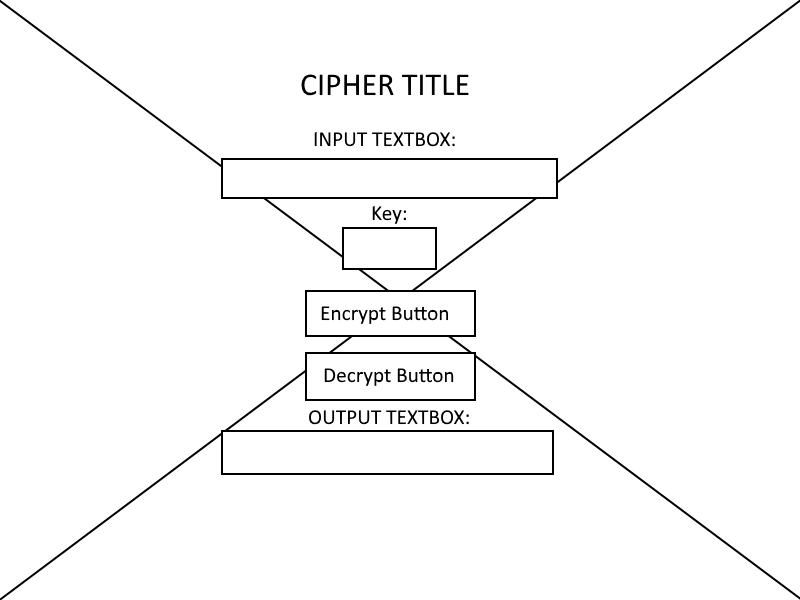 CIPHER TITLE
INPUT TEXTBOX:
Key:
Encrypt Button
Decrypt Button
OUTPUT TEXTBOX: